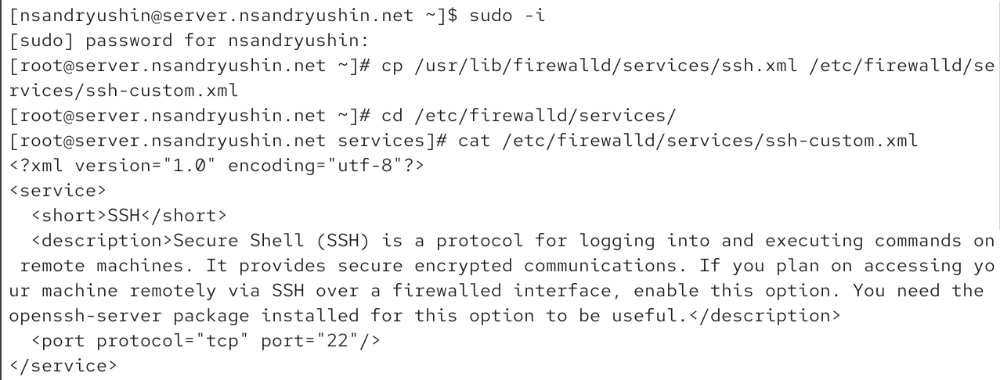 [nsandryushin@server.nsandryushin.net ~]$ sudo -i
[sudo] password for nsandryushin:
[root@server.nsandryushin.net ~]# cp /usr/lib/firewalld/services/ssh.xml /etc/firewalld/se
rvices/ssh-custom.xml
[root@server.nsandryushin.net ~]# cd /etc/firewalld/services/
[root@server.nsandryushin.net services]# cat /etc/firewalld/services/ssh-custom.xml
<?xml version="1.0" encoding="utf-8"?>
<service>
  <short>SSH</short>
  <description>Secure Shell (SSH) is a protocol for logging into and executing commands on
 remote machines. It provides secure encrypted communications. If you plan on accessing yo
ur machine remotely via SSH over a firewalled interface, enable this option. You need the
openssh-server package installed for this option to be useful.</description>
  <port protocol="tcp" port="22"/>
</service>